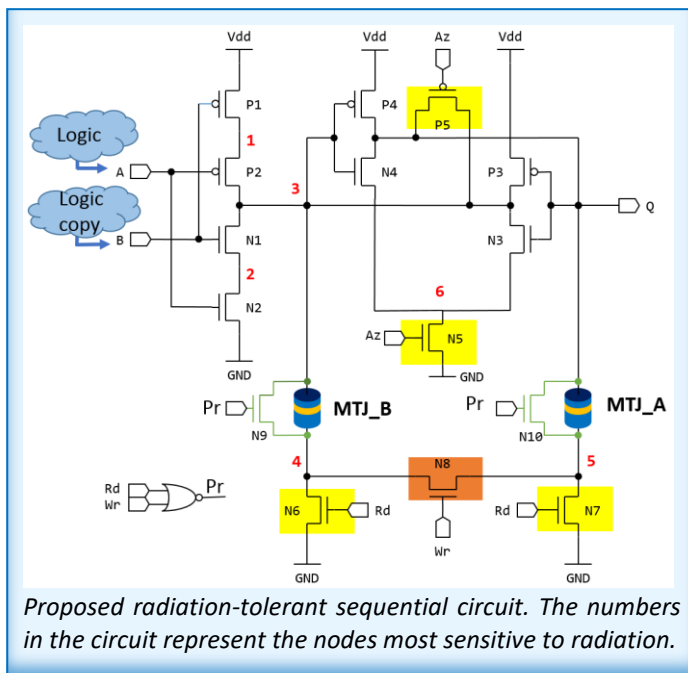 Vdd
Vdd
Az
Vdd
P1
P4
P5
Logic
1
A
P2
N4
P3
3
Logic
copy
Q
B
N1
N3
2
6
N2
Az
N5
GND
GND
Pr
MTJ_B
Pr
MTJ_A
N9
N10
4
N8
5
Rd
Wr
Pr
N6
Rd
Rd
N7
Wr
GND
GND
Proposed radiation-tolerant sequential circuit. The numbers
in the circuit represent the nodes most sensitive to radiation.